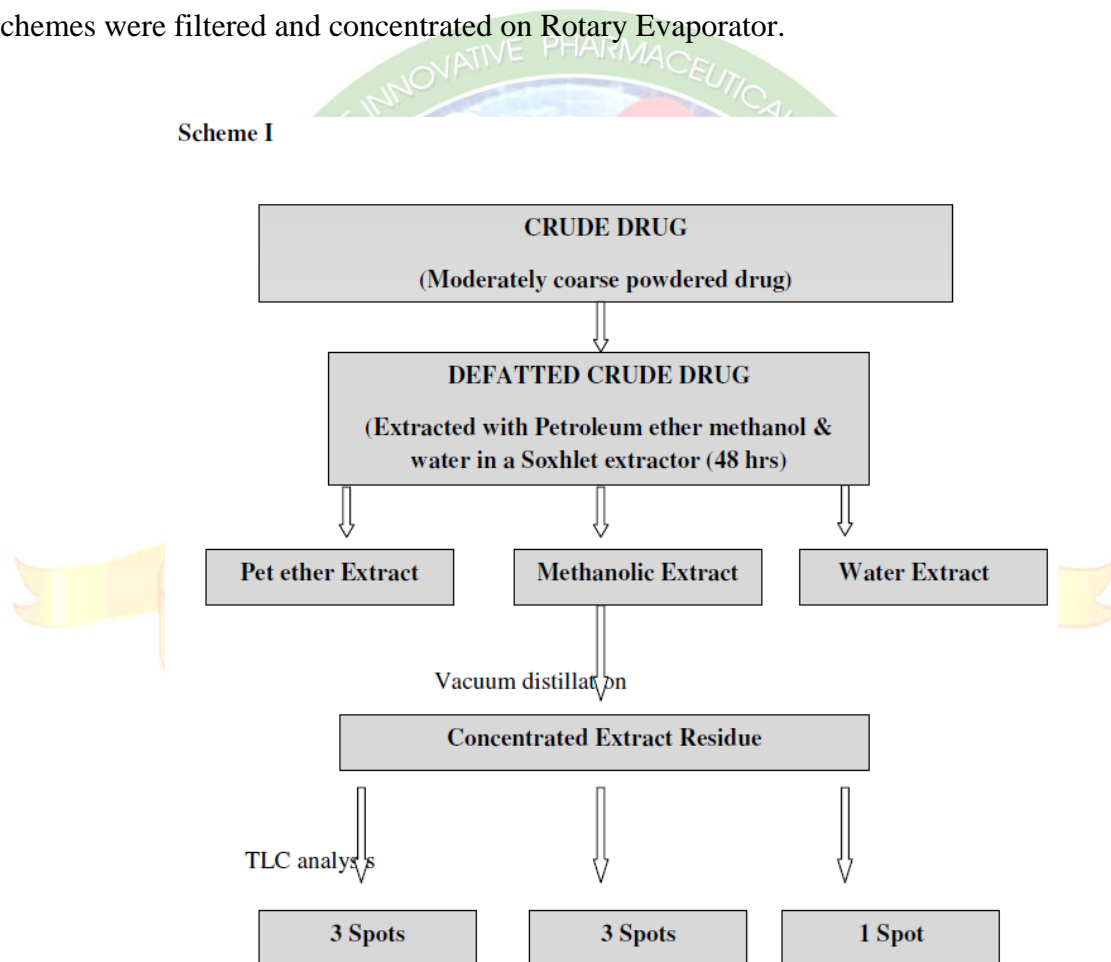 chemes were filtered and concentrated on Rotary Evaporator.
INNOVATIVE PHARMACEUTICAL
Scheme I
CRUDE DRUG
(Moderately coarse powdered drug)
DEFATTED CRUDE DRUG
(Extracted with Petroleum ether methanol &
water in a Soxhlet extractor (48 hrs)
Pet ether Extract
Methanolic Extract
Water Extract
Vacuum distillation
Concentrated Extract Residue
TLC analysis
3 Spots
3 Spots
1 Spot